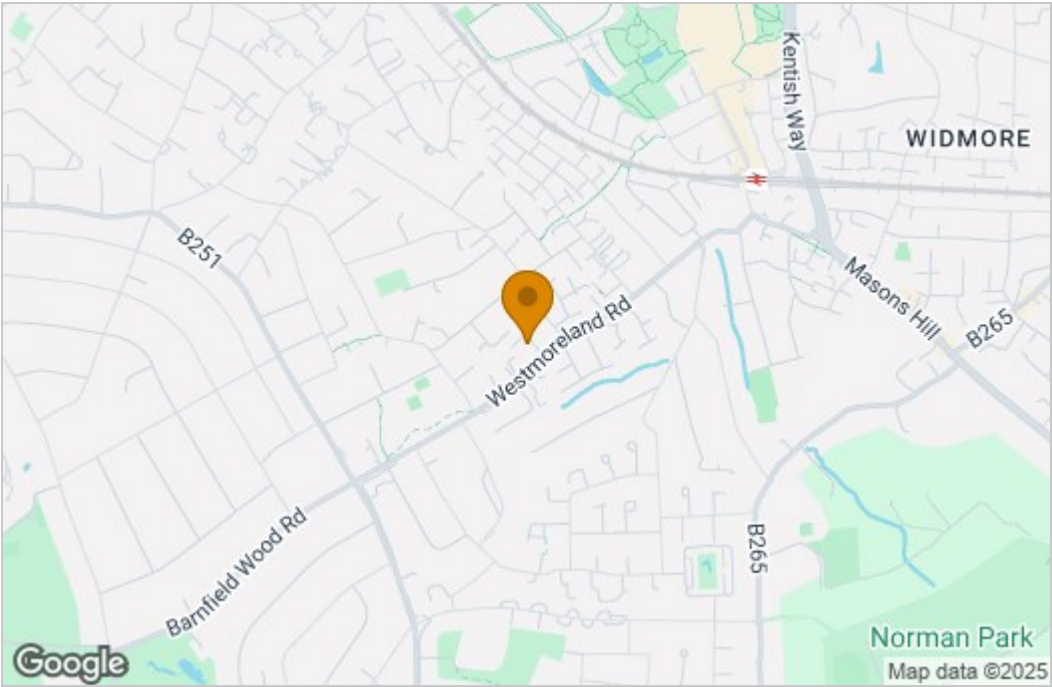 Kentish Way
WIDMORE
B251
Masons Hill
B265
Westmoreland Rd
B265
Barnfield Wood Rd
Norman Park
Google
Map data ©2025